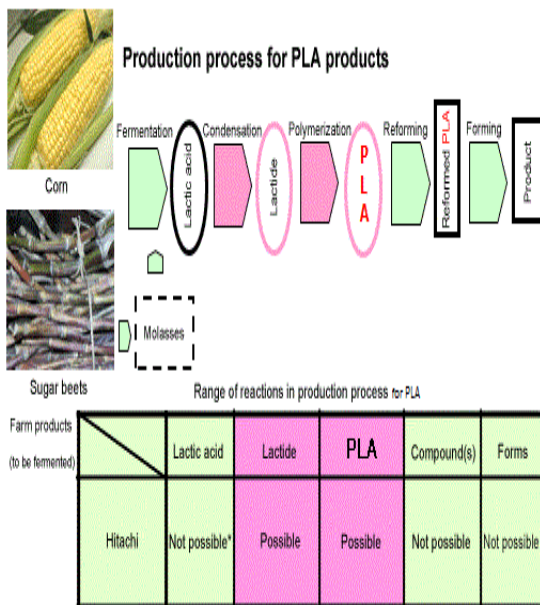 Production process for PLA products
Corn
Fermentation
Lactic acid
Condensation
Lactide
Polymerization
PLA
Reforming
Reformed PLA
Forming
Product
Molasses
Sugar beets
Range of reactions in production process for PLA
Farm products
(to be fermented)
Lactic acid Lactide PLA Compound(s) Forms
Hitachi Not possible* Possible Possible Not possible Not possible